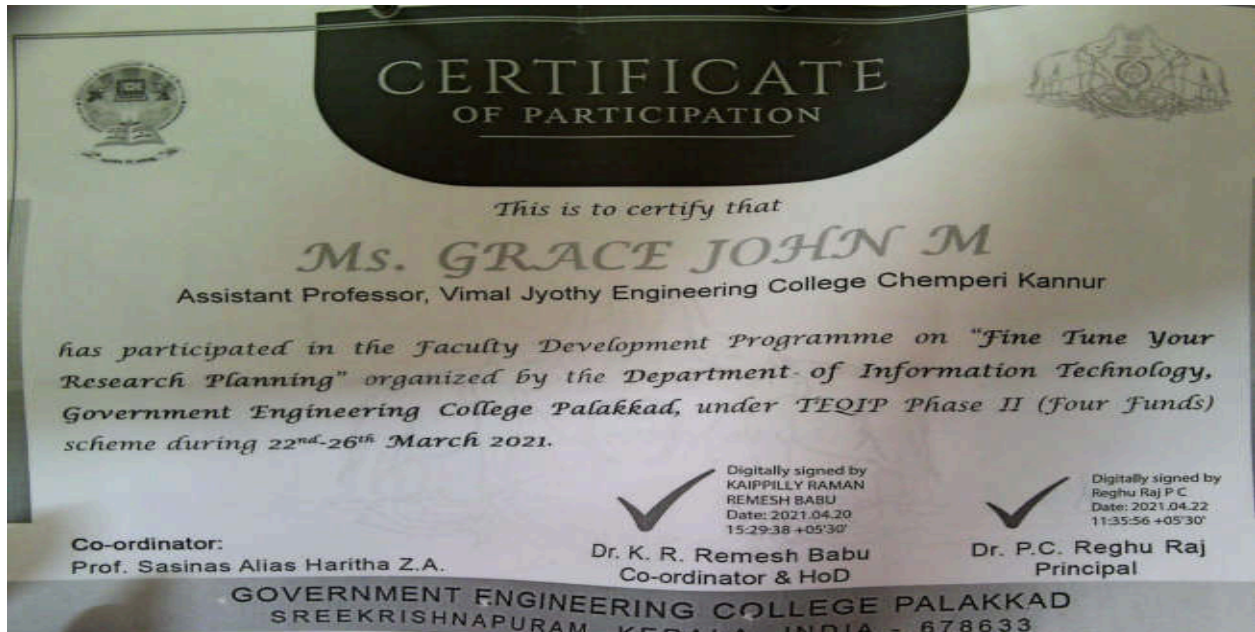 CERTIFICATE
OF PARTICIPATION
This is to certify that
Ms. GRACE JOHN M
Assistant Professor, Vimal Jyothy Engineering College Chemperi Kannur
has participated in the Faculty Development Programme on "Fine Tune Your
Research Planning" organized by the Department of Information Technology,
Government Engineering College Palakkad, under TEQIP Phase II (Four Funds)
scheme during 22nd-26th March 2021.
Digitally signed by
KAIPPILLY RAMAN
REMESH BABU
Date: 2021.04.20
15:29:38 +05'30'
Digitally signed by
Reghu Raj P C
Date: 2021.04.22
11:35:56 +05'30'
Co-ordinator:
Prof. Sasinas Alias Haritha Z.A.
Dr. K. R. Remesh Babu
Co-ordinator & HoD
Dr. P.C. Reghu Raj
Principal
GOVERNMENT ENGINEERING COLLEGE PALAKKAD
SREEKRISHNAPURAM, KERALA, INDIA - 678633